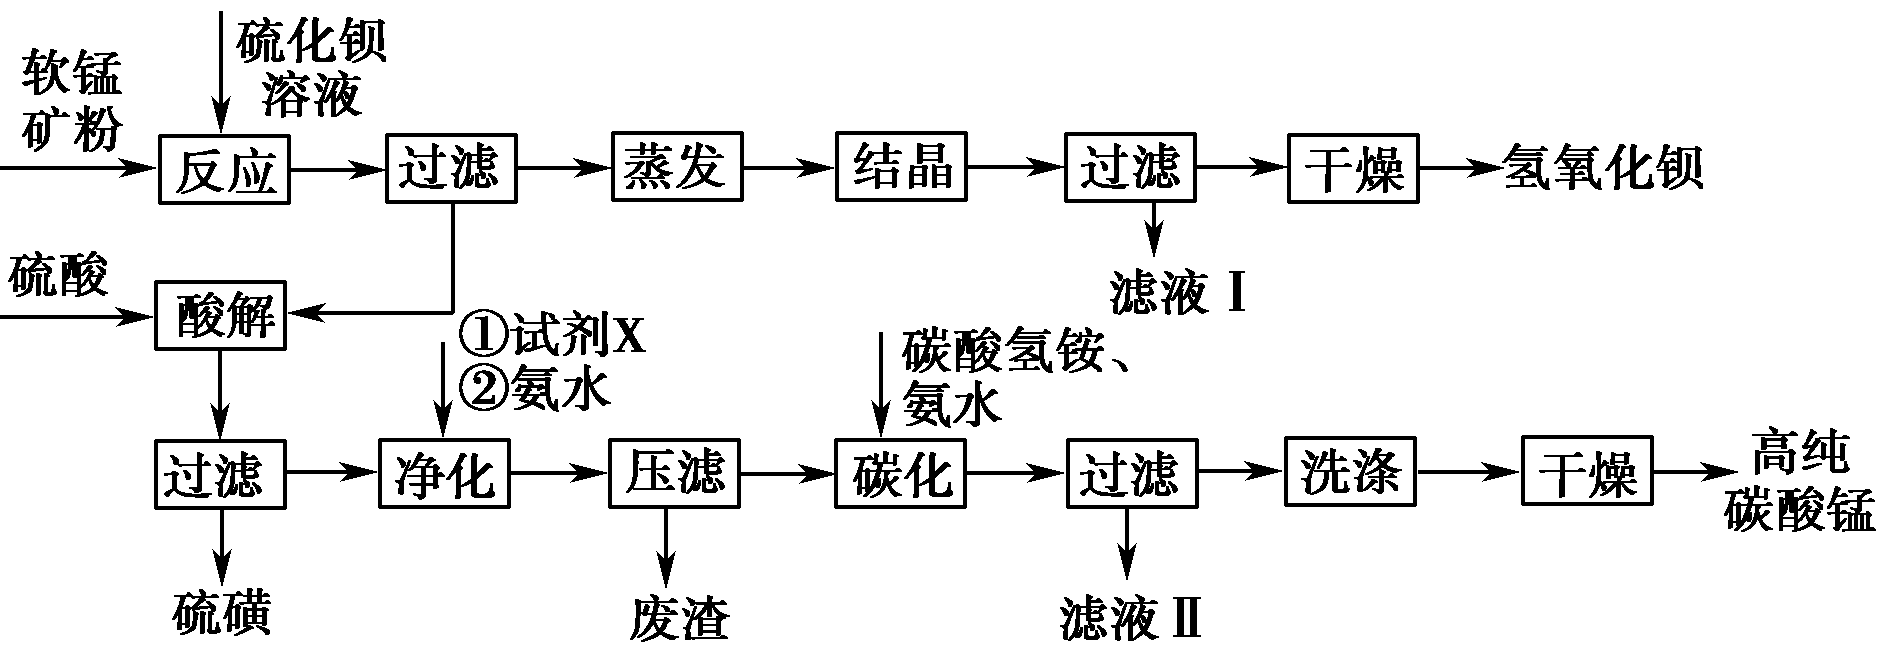 软锰
矿粉
硫化钡
溶液
反应
过滤
蒸发
结晶
过滤
干燥
氢氧化钡
滤液Ⅰ
硫酸
酸解
①试剂X
②氨水
碳酸氢铵、
氨水
过滤
净化
压滤
碳化
过滤
洗涤
干燥
高纯
碳酸锰
硫磺
废渣
滤液Ⅱ